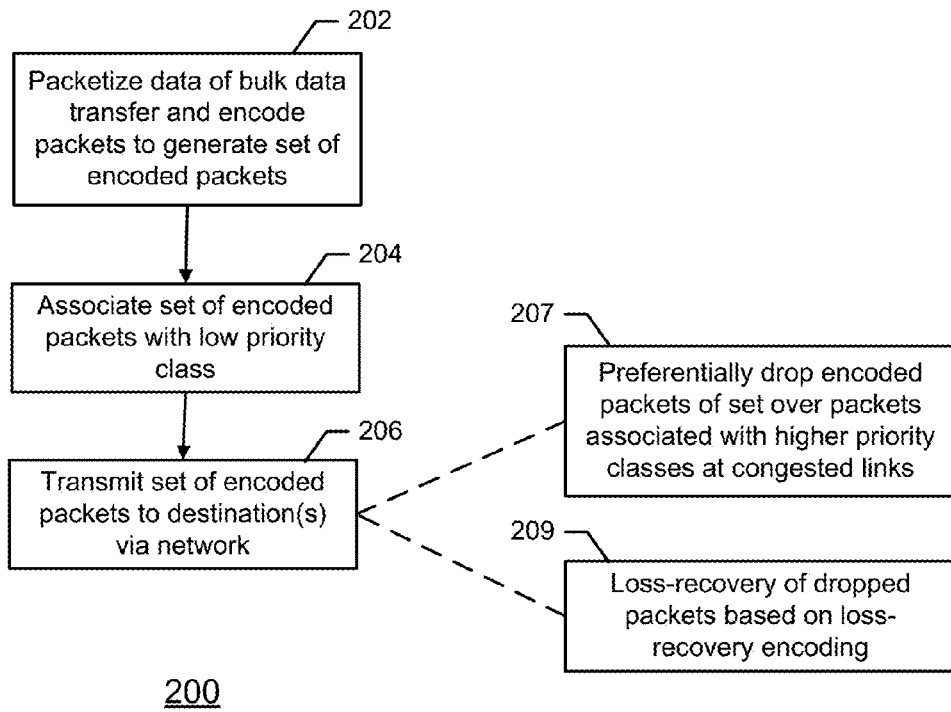 202
Packetize data of bulk data
transfer and encode
packets to generate set of
encoded packets
204
Associate set of encoded
packets with low priority
class
206
Transmit set of encoded
packets to destination(s)
via network
207
Preferentially drop encoded
packets of set over packets
associated with higher priority
classes at congested links
209
Loss-recovery of dropped
packets based on loss-
recovery encoding
200